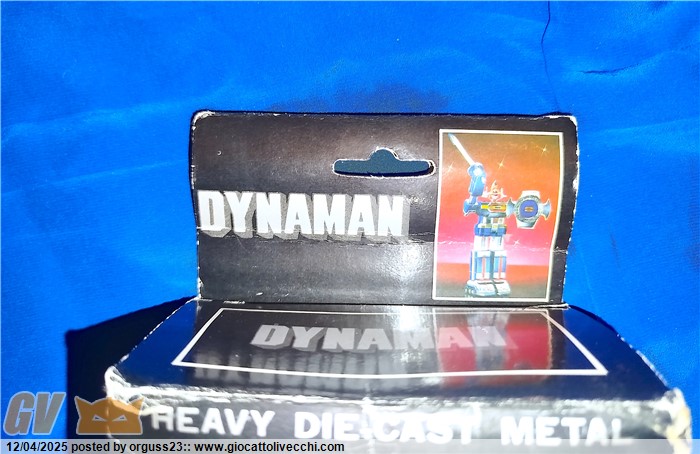 DYNAMAN
DYNAMAN
HEAVY DIE-CAST METAL
GV
12/04/2025 posted by orguss23:: www.giocattolivecchi.com